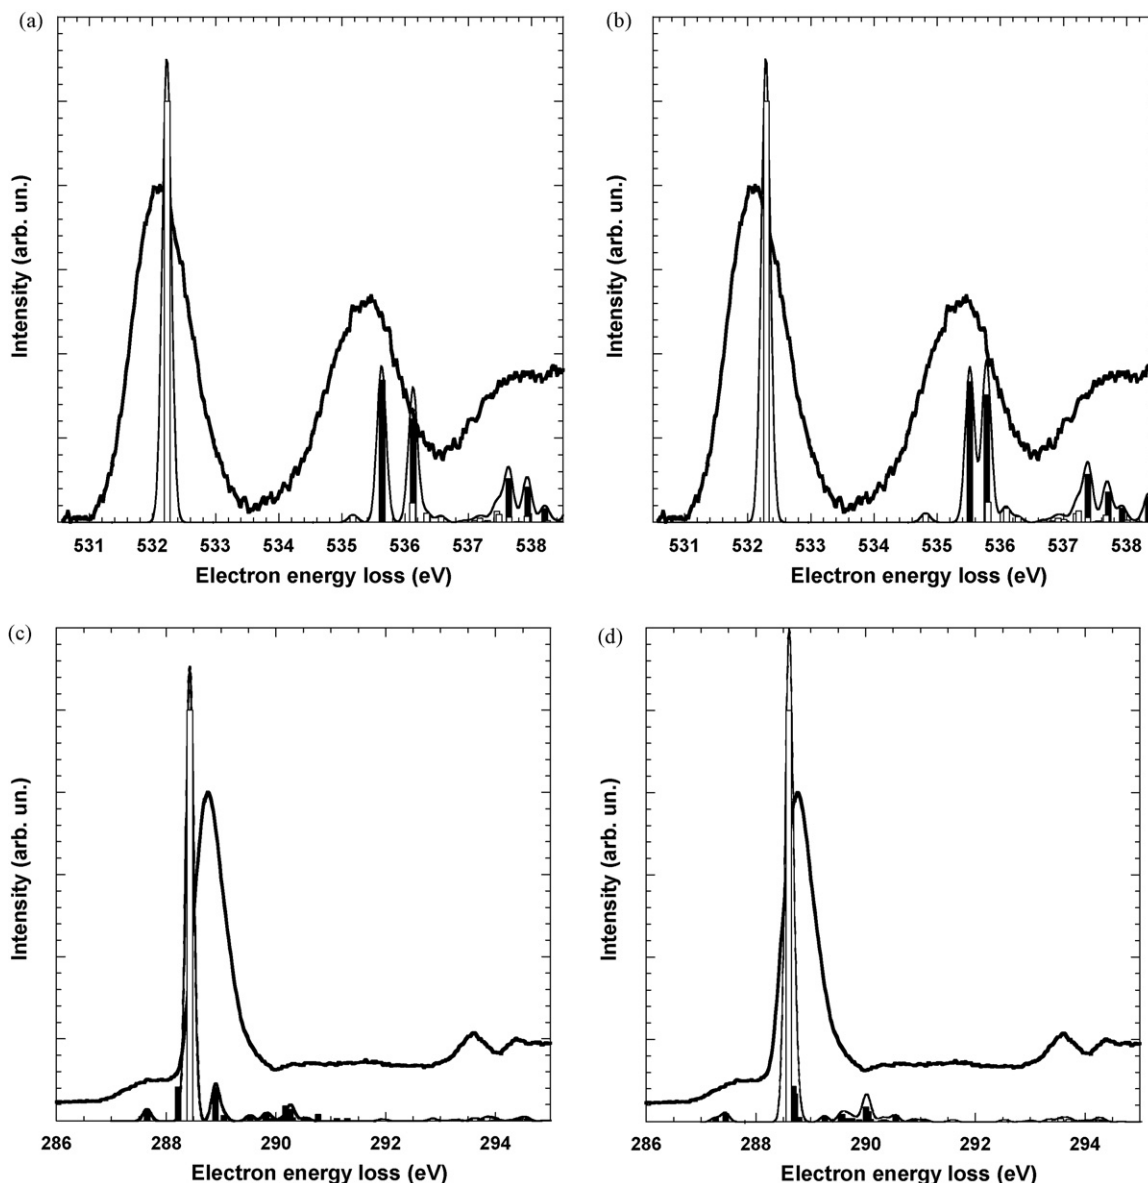 (a)
(b)
Intensity (arb. un.)
Intensity (arb. un.)
531 532 533 534 535 536 537 538
531 532 533 534 535 536 537 538
Electron energy loss (eV)
Electron energy loss (eV)
(c)
(d)
Intensity (arb. un.)
Intensity (arb. un.)
286 288 290 292 294
286 288 290 292 294
Electron energy loss (eV)
Electron energy loss (eV)